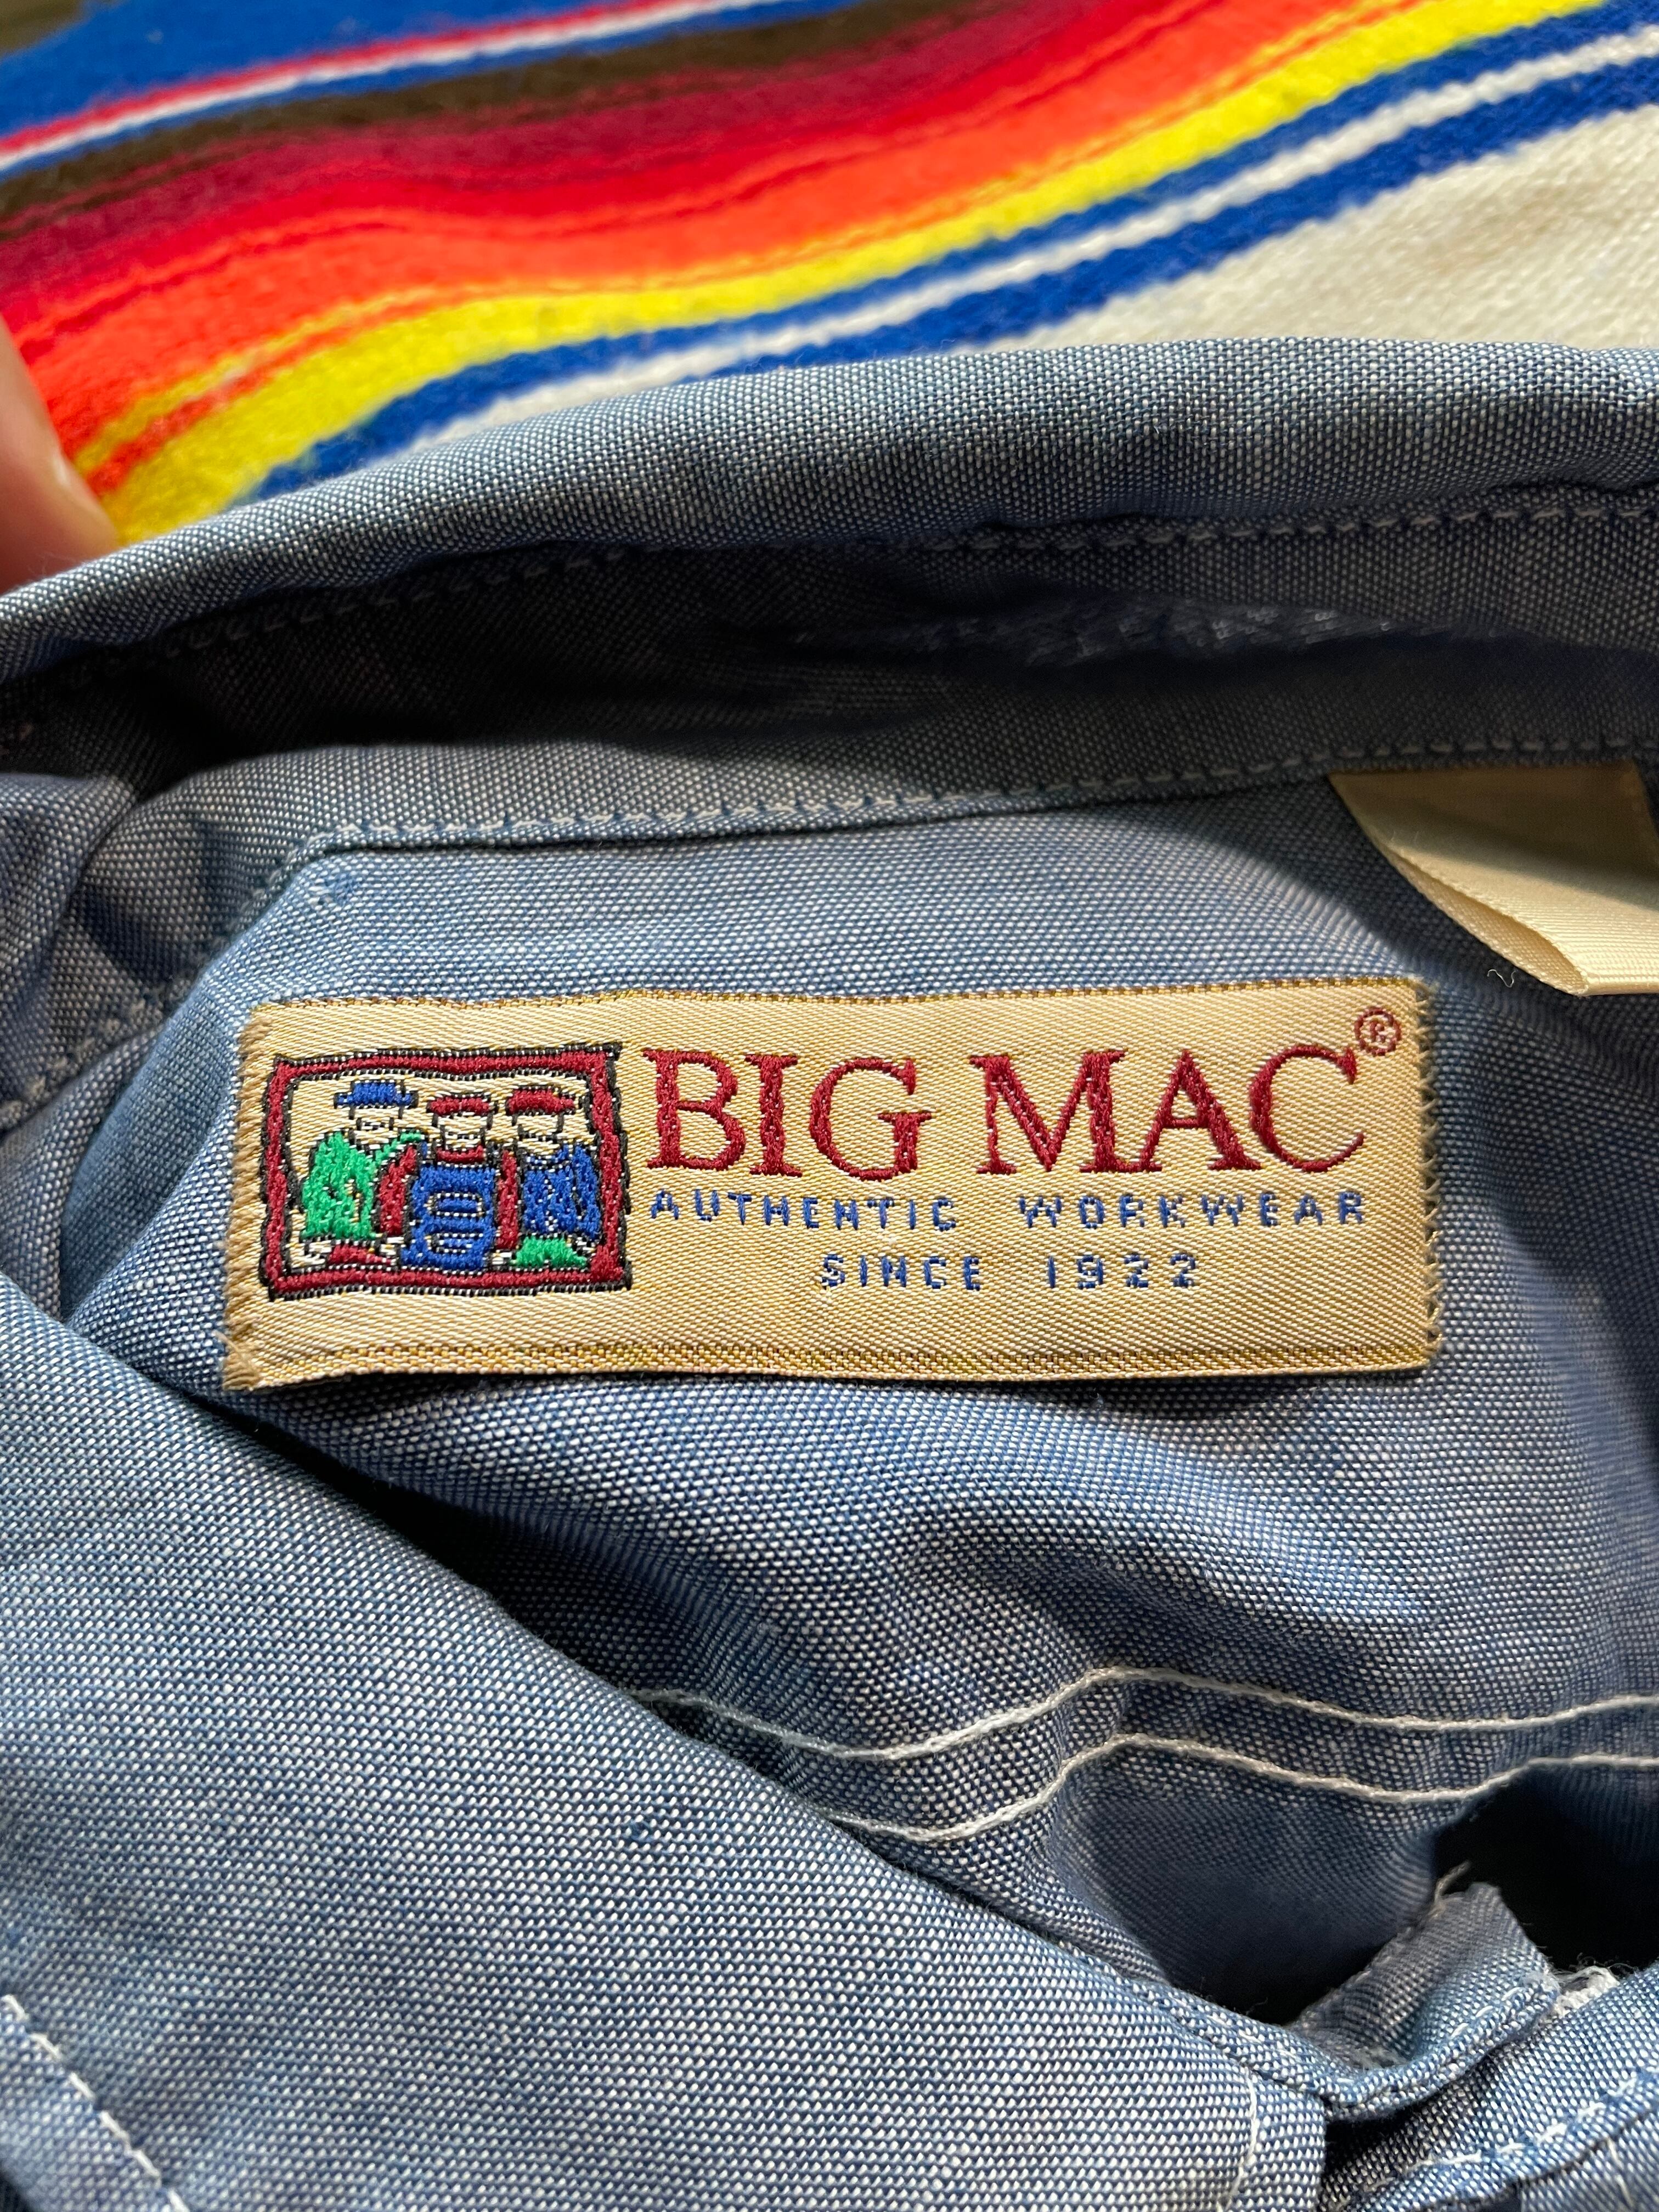 BIG MAC®
AUTHENTIC WORKWEAR
SINCE 1922